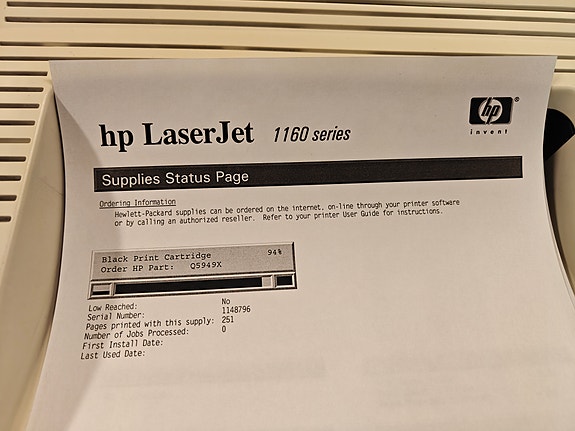 hp
®
invent
hp LaserJet 1160 series
Supplies Status Page
Ordering Information
Hewlett-Packard supplies can be ordered on the internet, on-line through your printer software
or by calling an authorized reseller. Refer to your printer User Guide for instructions.
Black Print Cartridge 94%
Order HP Part: Q5949X
Low Reached: No
Serial Number: 1148796
Pages printed with this supply: 251
Number of Jobs Processed: 0
First Install Date:
Last Used Date: